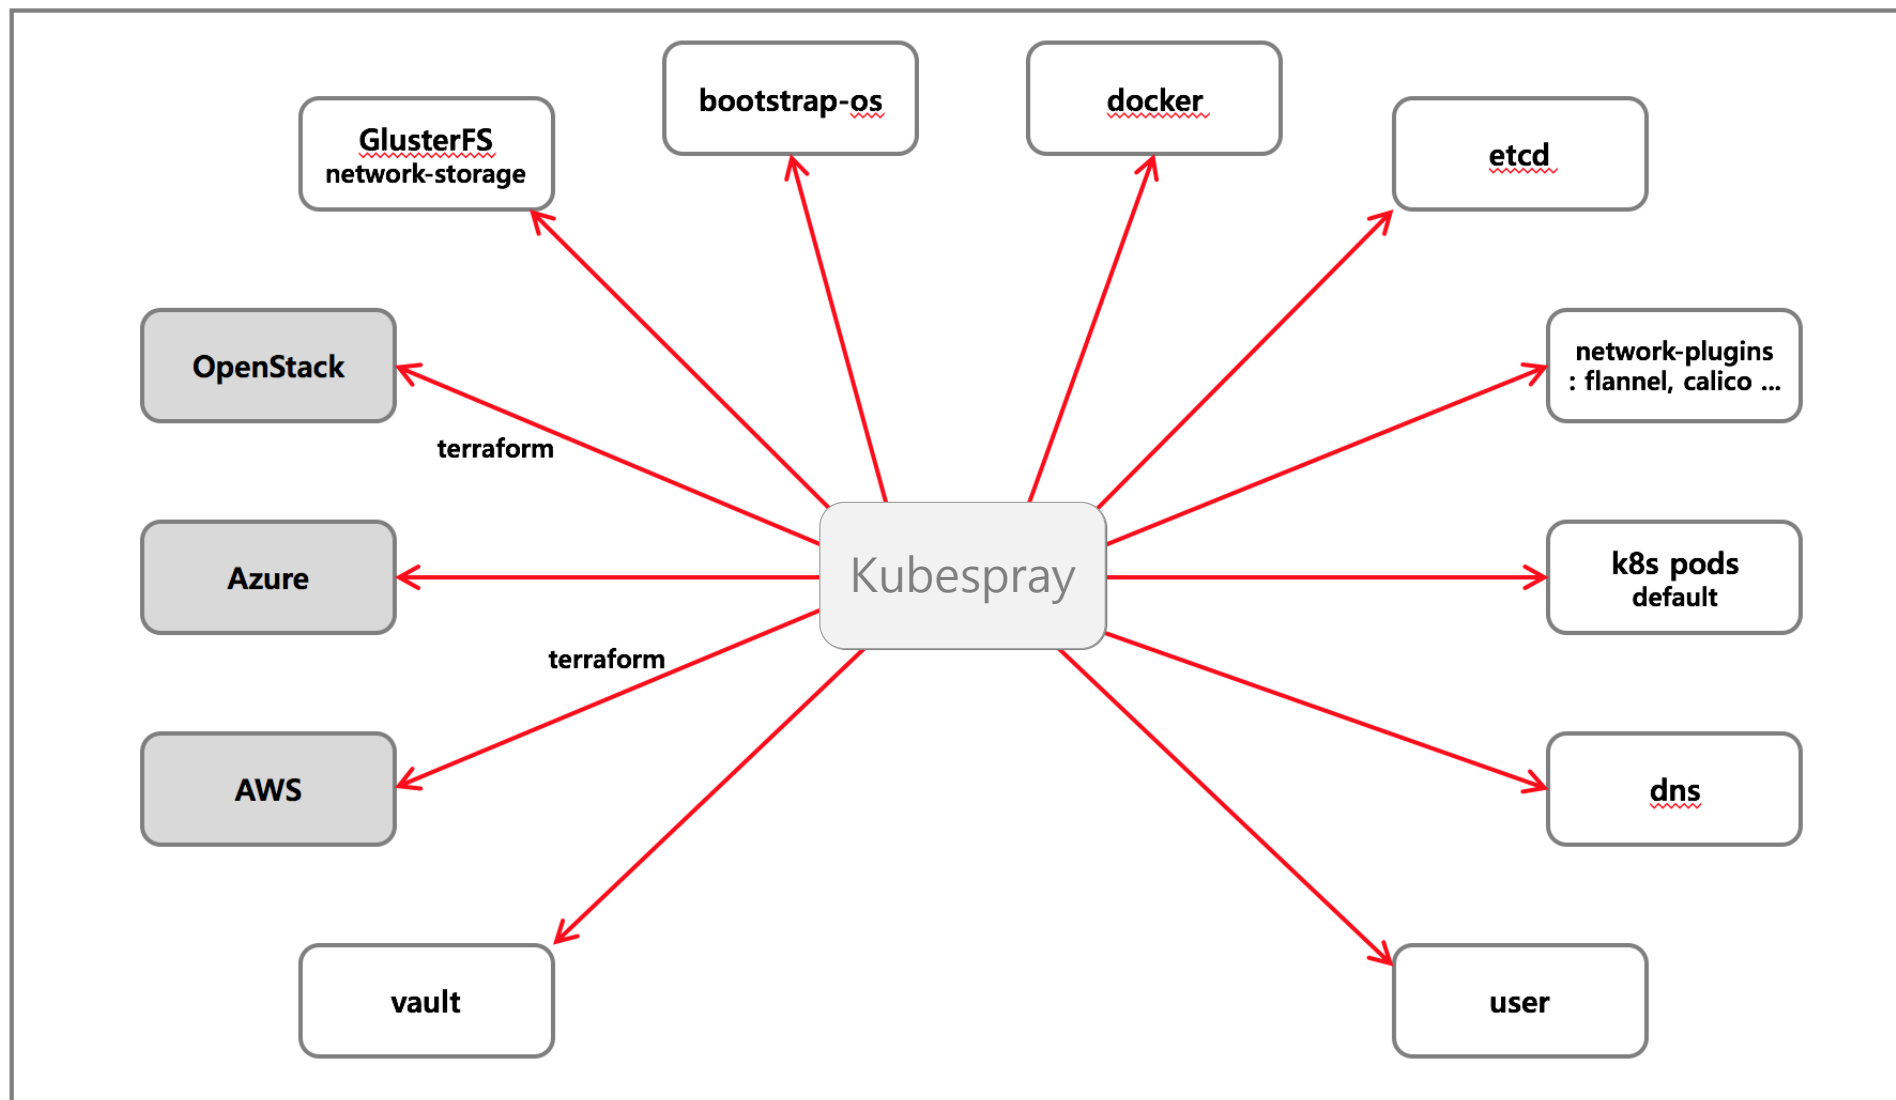 bootstrap-os
docker
GlusterFS
network-storage
etcd
OpenStack
network-plugins
: flannel, calico ...
terraform
Azure
Kubespray
k8s pods
default
terraform
AWS
dns
vault
user